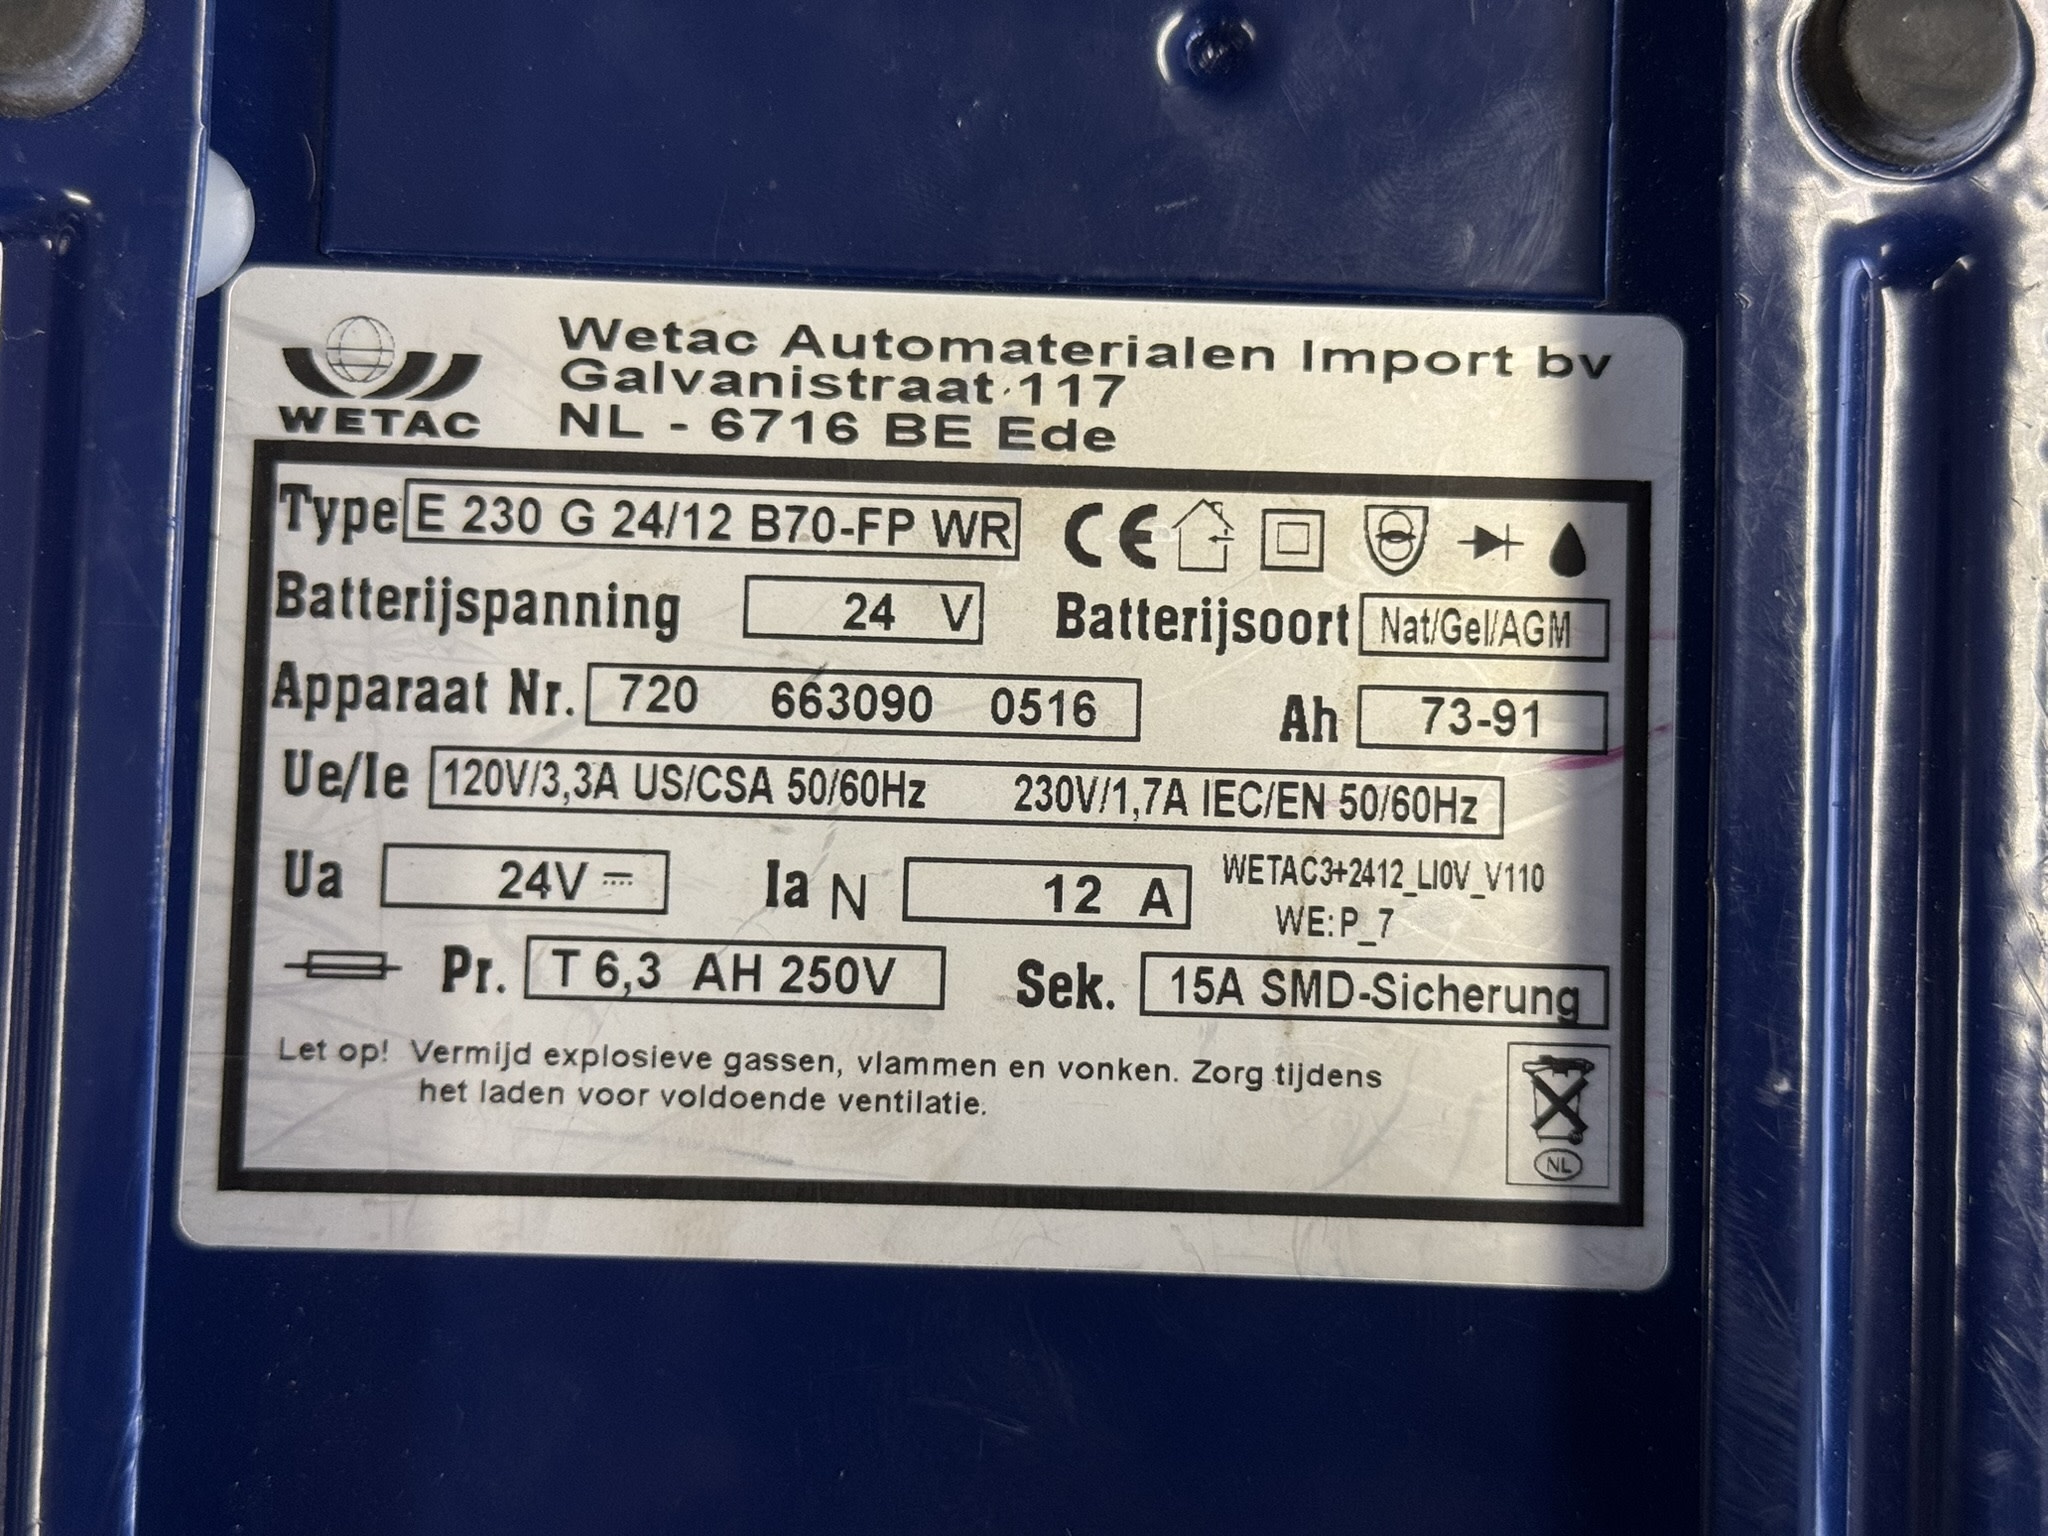 WETAC
Wetac Automaterialen Import bv
Galvanistraat 117
NL - 6716 BE Ede
Type E 230 G 24/12 B70-FP WR CE
Batterijspanning 24 V Batterijsoort Nat/Gel/AGM
Apparaat Nr. 720 663090 0516 Ah 73-91
Ue/Ie 120V/3,3A US/CSA 50/60Hz 230V/1,7A IEC/EN 50/60Hz
Ua 24V Ia N 12 A WETAC3+2412_LI0V_V110
WE:P_7
Pr. T 6,3 AH 250V Sek. 15A SMD-Sicherung
Let op! Vermijd explosieve gassen, vlammen en vonken. Zorg tijdens
het laden voor voldoende ventilatie.
NL